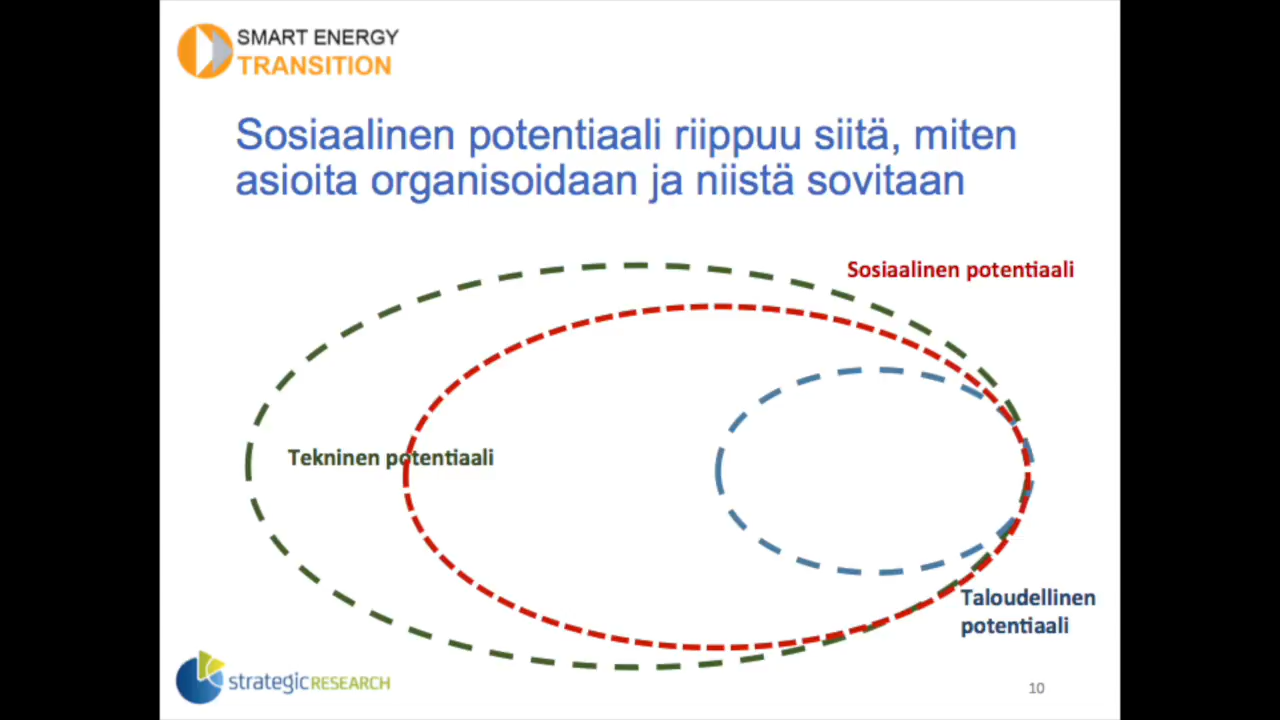 SMART ENERGY
TRANSITION
Sosiaalinen potentiaali riippuu siitä, miten
asioita organisoidaan ja niistä sovitaan
Sosiaalinen potentiaali
Tekninen potentiaali
Taloudellinen
potentiaali
strategicRESEARCH
10